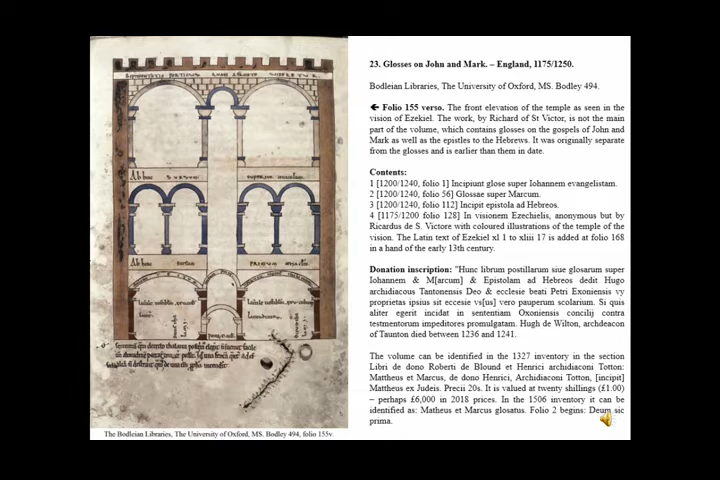 23. Glosses on John and Mark. – England, 1175/1250.
Bodleian Libraries, The University of Oxford, MS. Bodley 494.
🡰 Folio 155 verso. The front elevation of the temple as seen in the
vision of Ezekiel. The work, by Richard of St Victor, is not the main
part of the volume, which contains glosses on the gospels of John and
Mark as well as the epistles to the Hebrews. It was originally separate
from the glosses and is earlier than them in date.
Contents:
1 [1200/1240, folio 1] Incipiunt glose super Iohannem evangelistam.
2 [1200/1240, folio 56] Glossae super Marcum.
3 [1200/1240, folio 112] Incipit epistola ad Hebreos.
4 [1175/1200 folio 128] In visionem Ezechielis, anonymous but by
Ricardus de S. Victore with coloured illustrations of the temple of the
vision. The Latin text of Ezekiel xl 1 to xliii 17 is added at folio 168
in a hand of the early 13th century.
Donation inscription: "Hunc librum postillarum siue glosarum super
Iohannem & M[arcum] & Epistolam ad Hebreos dedit Hugo
archidiacous Tantonensis Deo & ecclesie beati Petri Exoniensis vy
proprietas ipsius sit eccesie vs[us] vero pauperum scolarium. Si quis
aliter egerit incidat in sententiam Oxoniensis concilij contra
testmentorum impeditores promulgatam. Hugh de Wilton, archdeacon
of Taunton died between 1236 and 1241.
The volume can be identified in the 1327 inventory in the section
Libri de dono Roberti de Blound et Henrici archidiaconi Totton:
Mattheus et Marcus, de dono Henrici, Archidiaconi Totton, [incipit]
Mattheus ex Judeis. Precii 20s. It is valued at twenty shillings (£1.00)
– perhaps £6,000 in 2018 prices. In the 1506 inventory it can be
identified as: Matheus et Marcus glosatus. Folio 2 begins: Deum sic
prima.
The Bodleian Libraries, The University of Oxford, MS. Bodley 494, folio 155v.